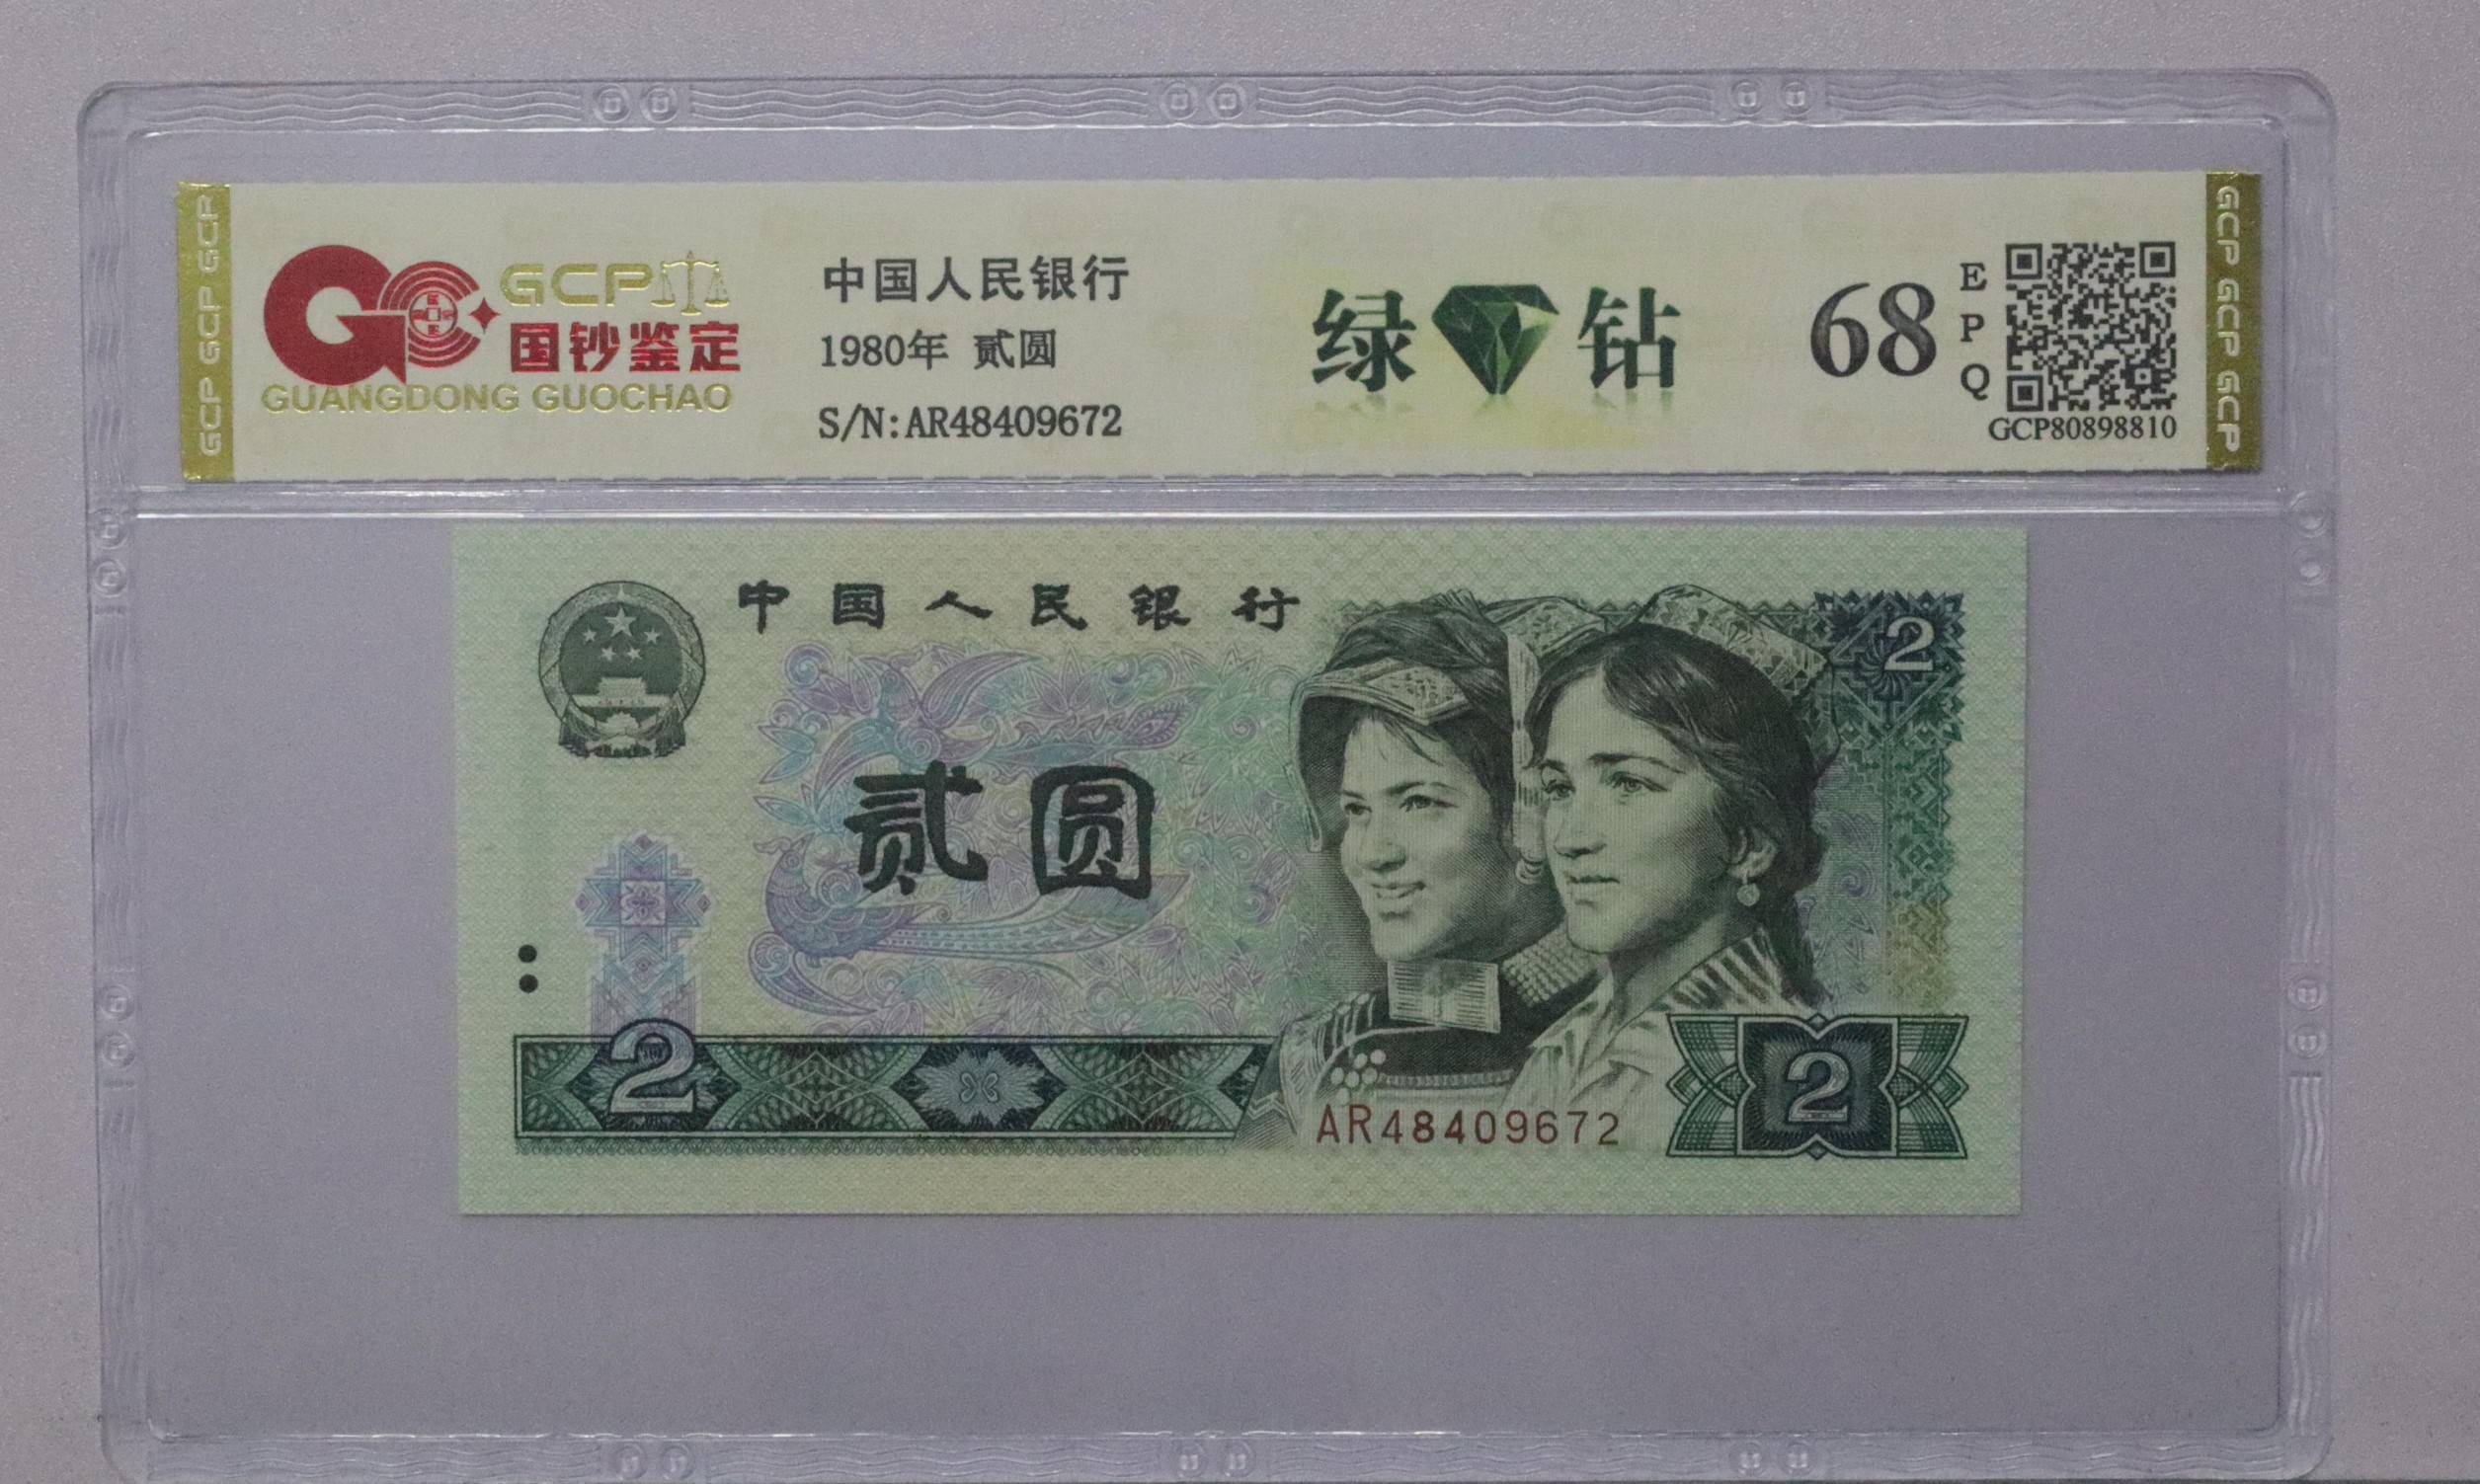 GCP GCP GCP
GCP
国钞鉴定
GUANGDONG GUOCHAO
中国人民银行
1980年 贰圆
S/N:AR48409672
绿钻
68
E
P
Q
GCP80898810
GCP GCP GCP
中国人民银行
2
贰圆
2
2
AR48409672